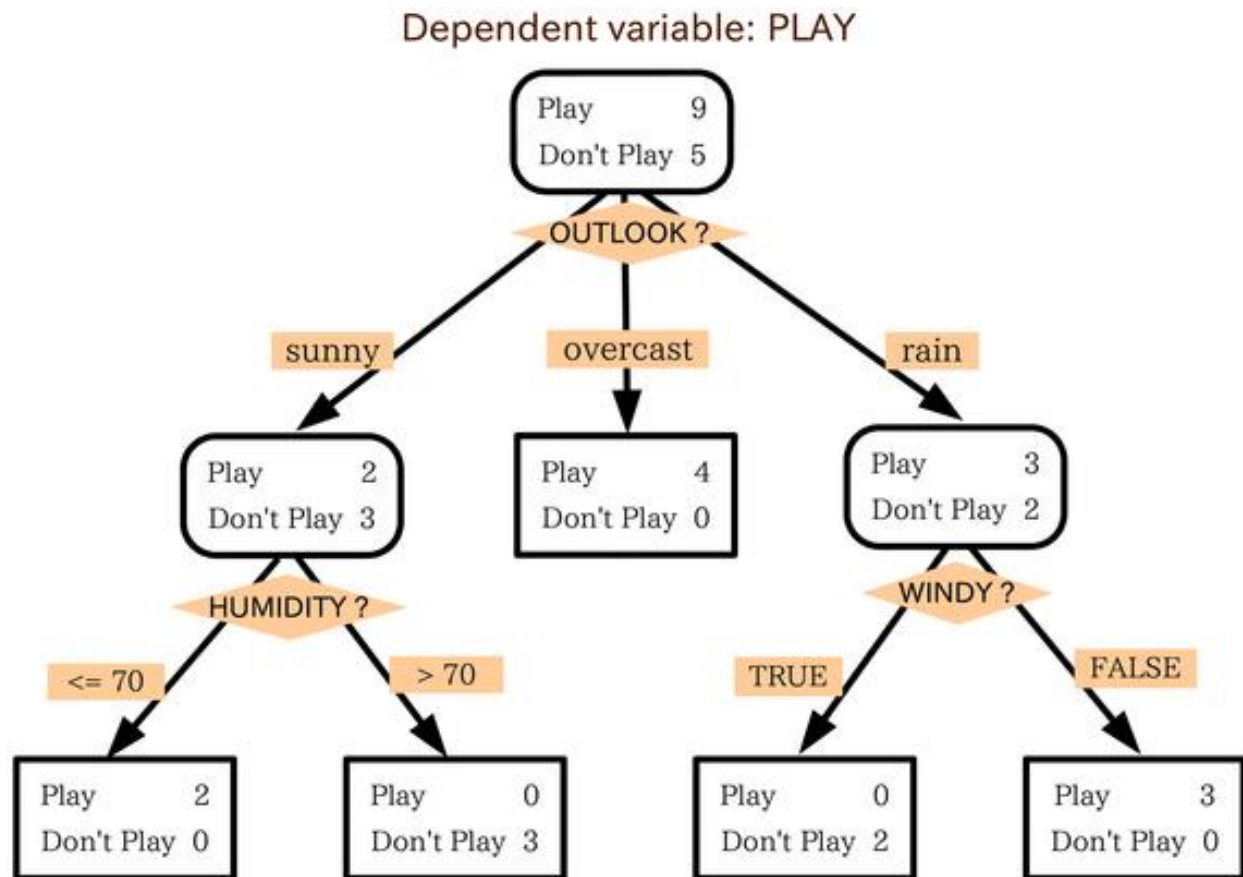 Dependent variable: PLAY
Play 9
Don't Play 5
OUTLOOK ?
sunny
overcast
rain
Play 2
Don't Play 3
Play 4
Don't Play 0
Play 3
Don't Play 2
HUMIDITY ?
WINDY ?
<= 70
> 70
TRUE
FALSE
Play 2
Don't Play 0
Play 0
Don't Play 3
Play 0
Don't Play 2
Play 3
Don't Play 0